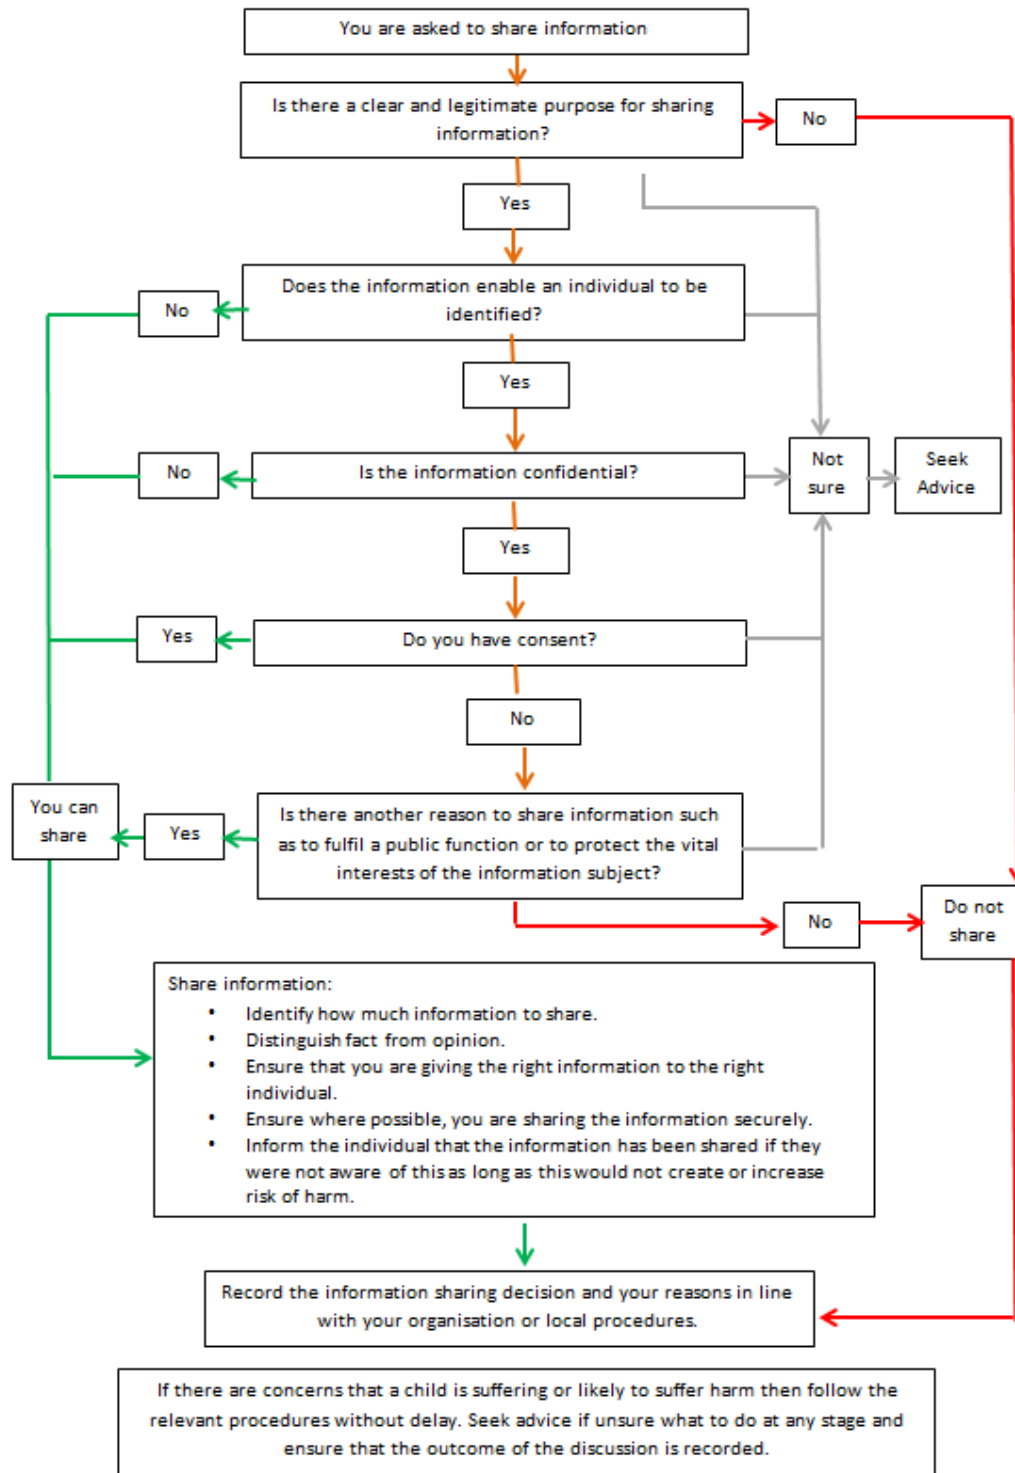 You are asked to share information
Is there a clear and legitimate purpose for sharing
information?
No
Yes
Does the information enable an individual to be
identified?
No
Yes
Is the information confidential?
No
Not
sure
Seek
Advice
Yes
Do you have consent?
Yes
No
Is there another reason to share information such
as to fulfil a public function or to protect the vital
interests of the information subject?
Yes
You can
share
No
Do not
share
Share information:
• Identify how much information to share.
• Distinguish fact from opinion.
• Ensure that you are giving the right information to the right
individual.
• Ensure where possible, you are sharing the information securely.
• Inform the individual that the information has been shared if they
were not aware of this as long as this would not create or increase
risk of harm.
Record the information sharing decision and your reasons in line
with your organisation or local procedures.
If there are concerns that a child is suffering or likely to suffer harm then follow the
relevant procedures without delay. Seek advice if unsure what to do at any stage and
ensure that the outcome of the discussion is recorded.